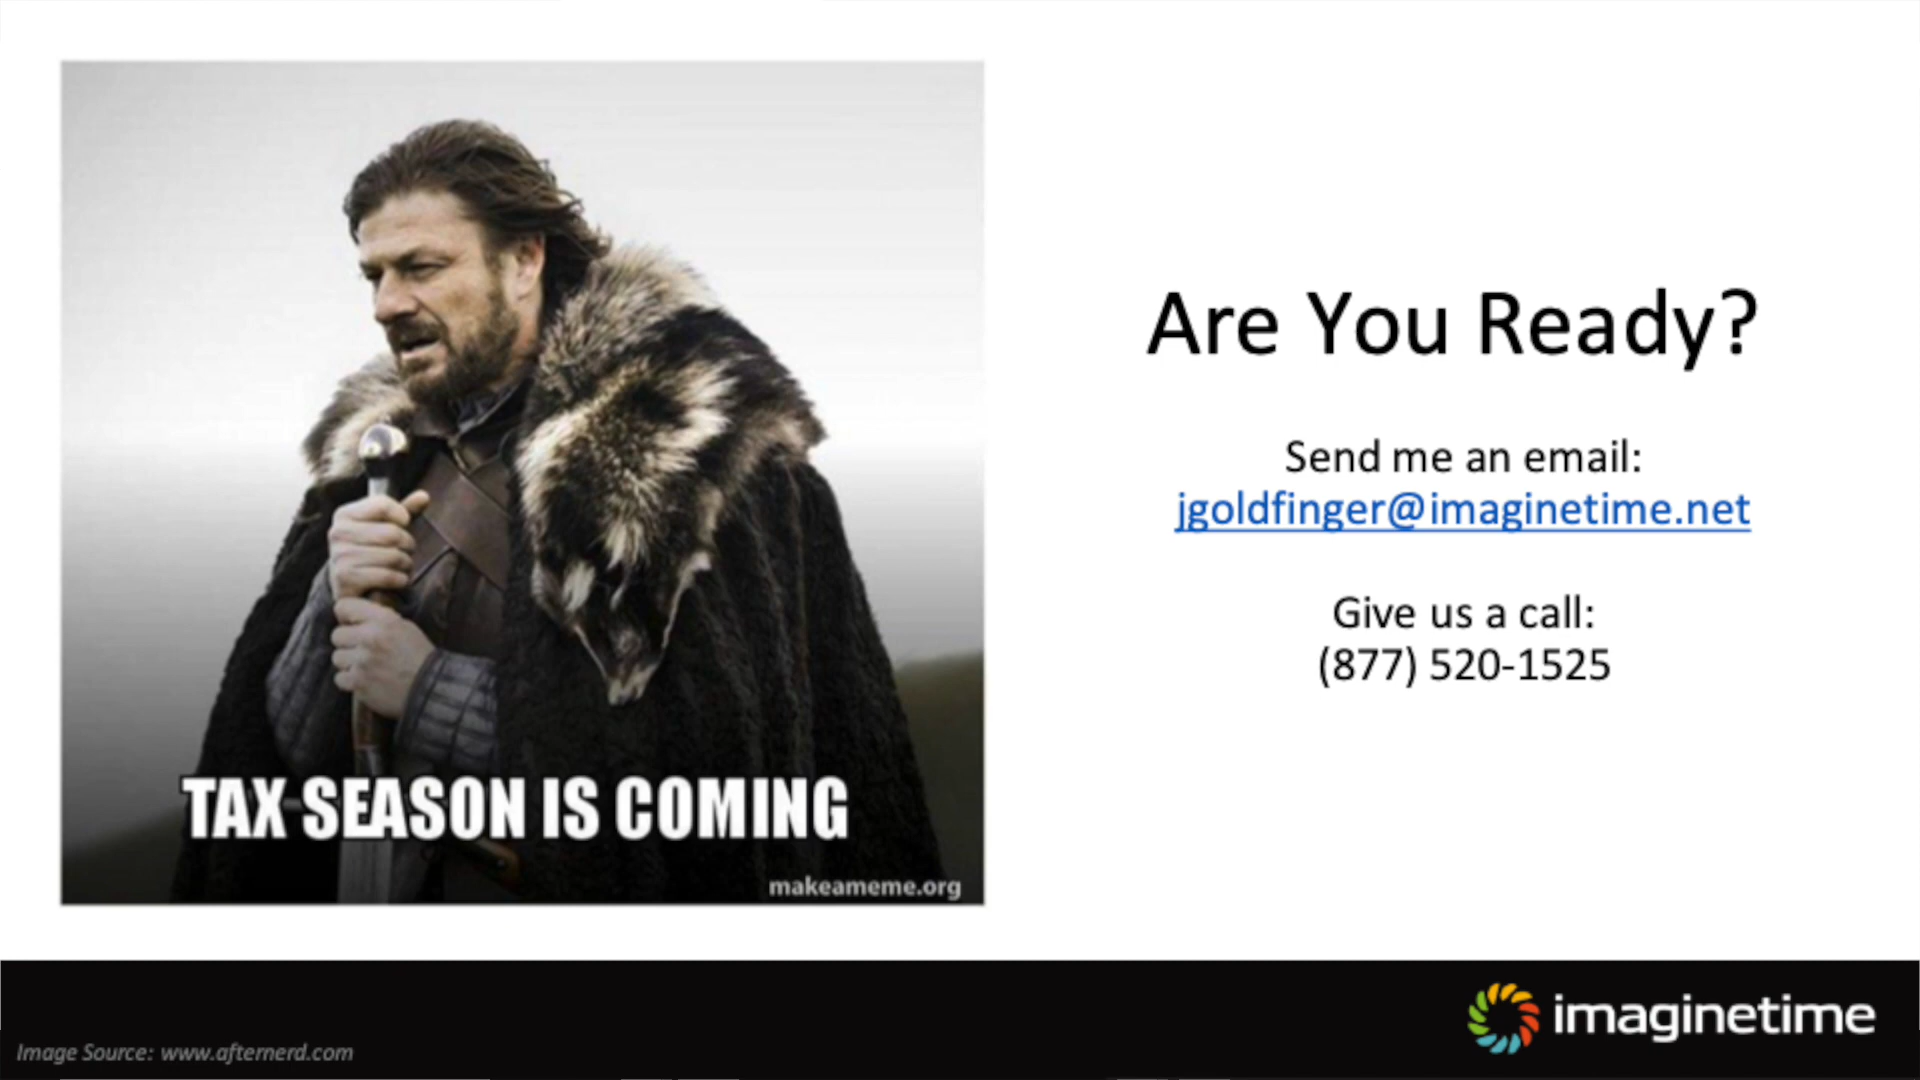 TAX SEASON IS COMING
makeameme.org
Are You Ready?
Send me an email:
jgoldfinger@imaginetime.net
Give us a call:
(877) 520-1525
Image Source: www.afternerd.com
imaginetime